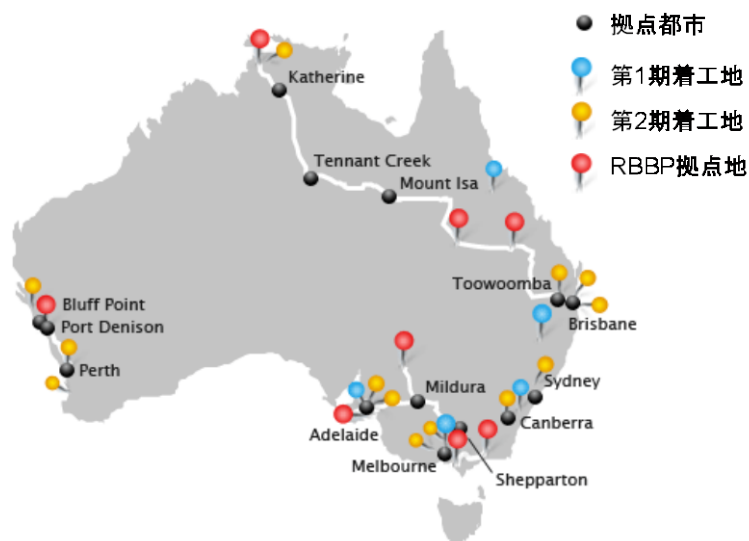 拠点都市
第1期着工地
第2期着工地
RBBP拠点地
Katherine
Tennant Creek
Mount Isa
Toowoomba
Brisbane
Bluff Point
Port Denison
Perth
Mildura
Sydney
Adelaide
Canberra
Melbourne
Shepparton